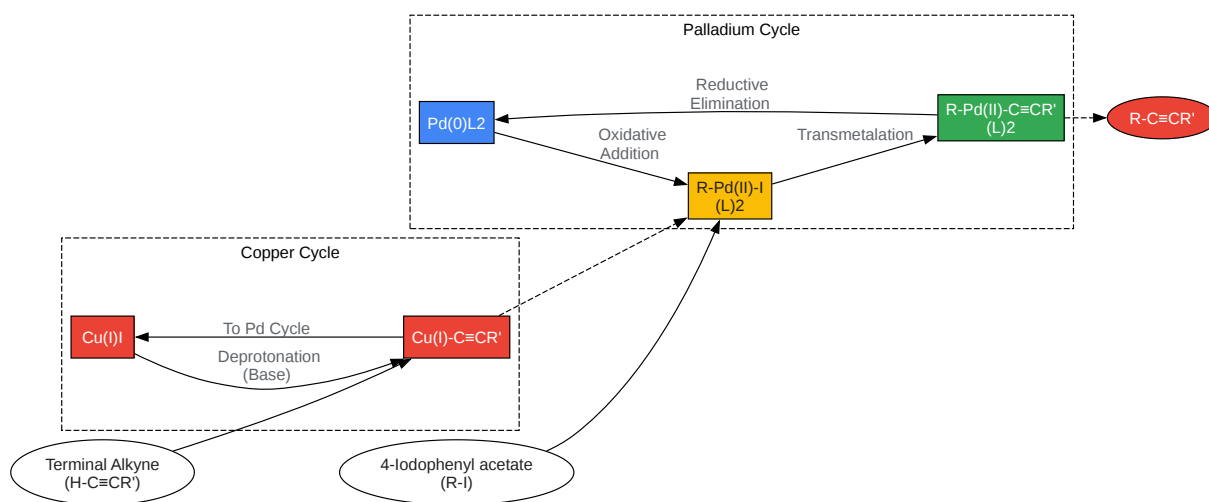 Palladium Cycle
Reductive
Elimination
Pd(0)L2
R-Pd(II)-C≡CR'
(L)2
R-C≡CR'
Oxidative
Addition
Transmetalation
R-Pd(II)-I
(L)2
Copper Cycle
Cu(I)I
To Pd Cycle
Cu(I)-C≡CR'
Deprotonation
(Base)
Terminal Alkyne
(H-C≡CR')
4-Iodophenyl acetate
(R-I)